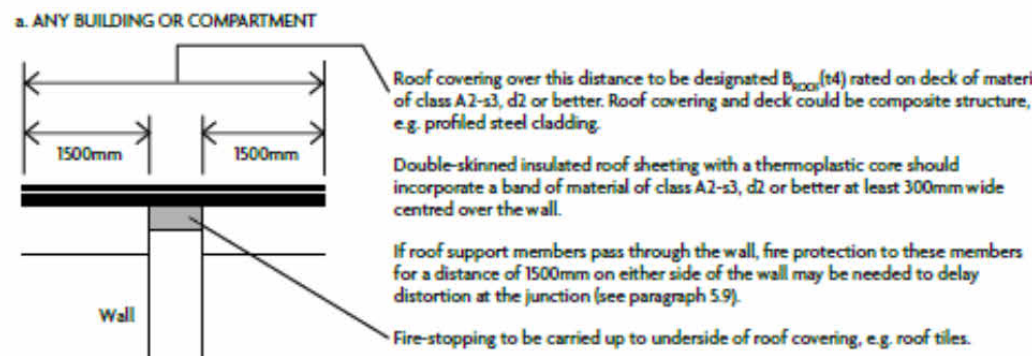 a. ANY BUILDING OR COMPARTMENT
Roof covering over this distance to be designated BROOF(t4) rated on deck of materi
of class A2-s3, d2 or better. Roof covering and deck could be composite structure,
e.g. profiled steel cladding.
1500mm 1500mm
Double-skinned insulated roof sheeting with a thermoplastic core should
incorporate a band of material of class A2-s3, d2 or better at least 300mm wide
centred over the wall.
If roof support members pass through the wall, fire protection to these members
for a distance of 1500mm on either side of the wall may be needed to delay
distortion at the junction (see paragraph 5.9).
Wall
Fire-stopping to be carried up to underside of roof covering, e.g. roof tiles.